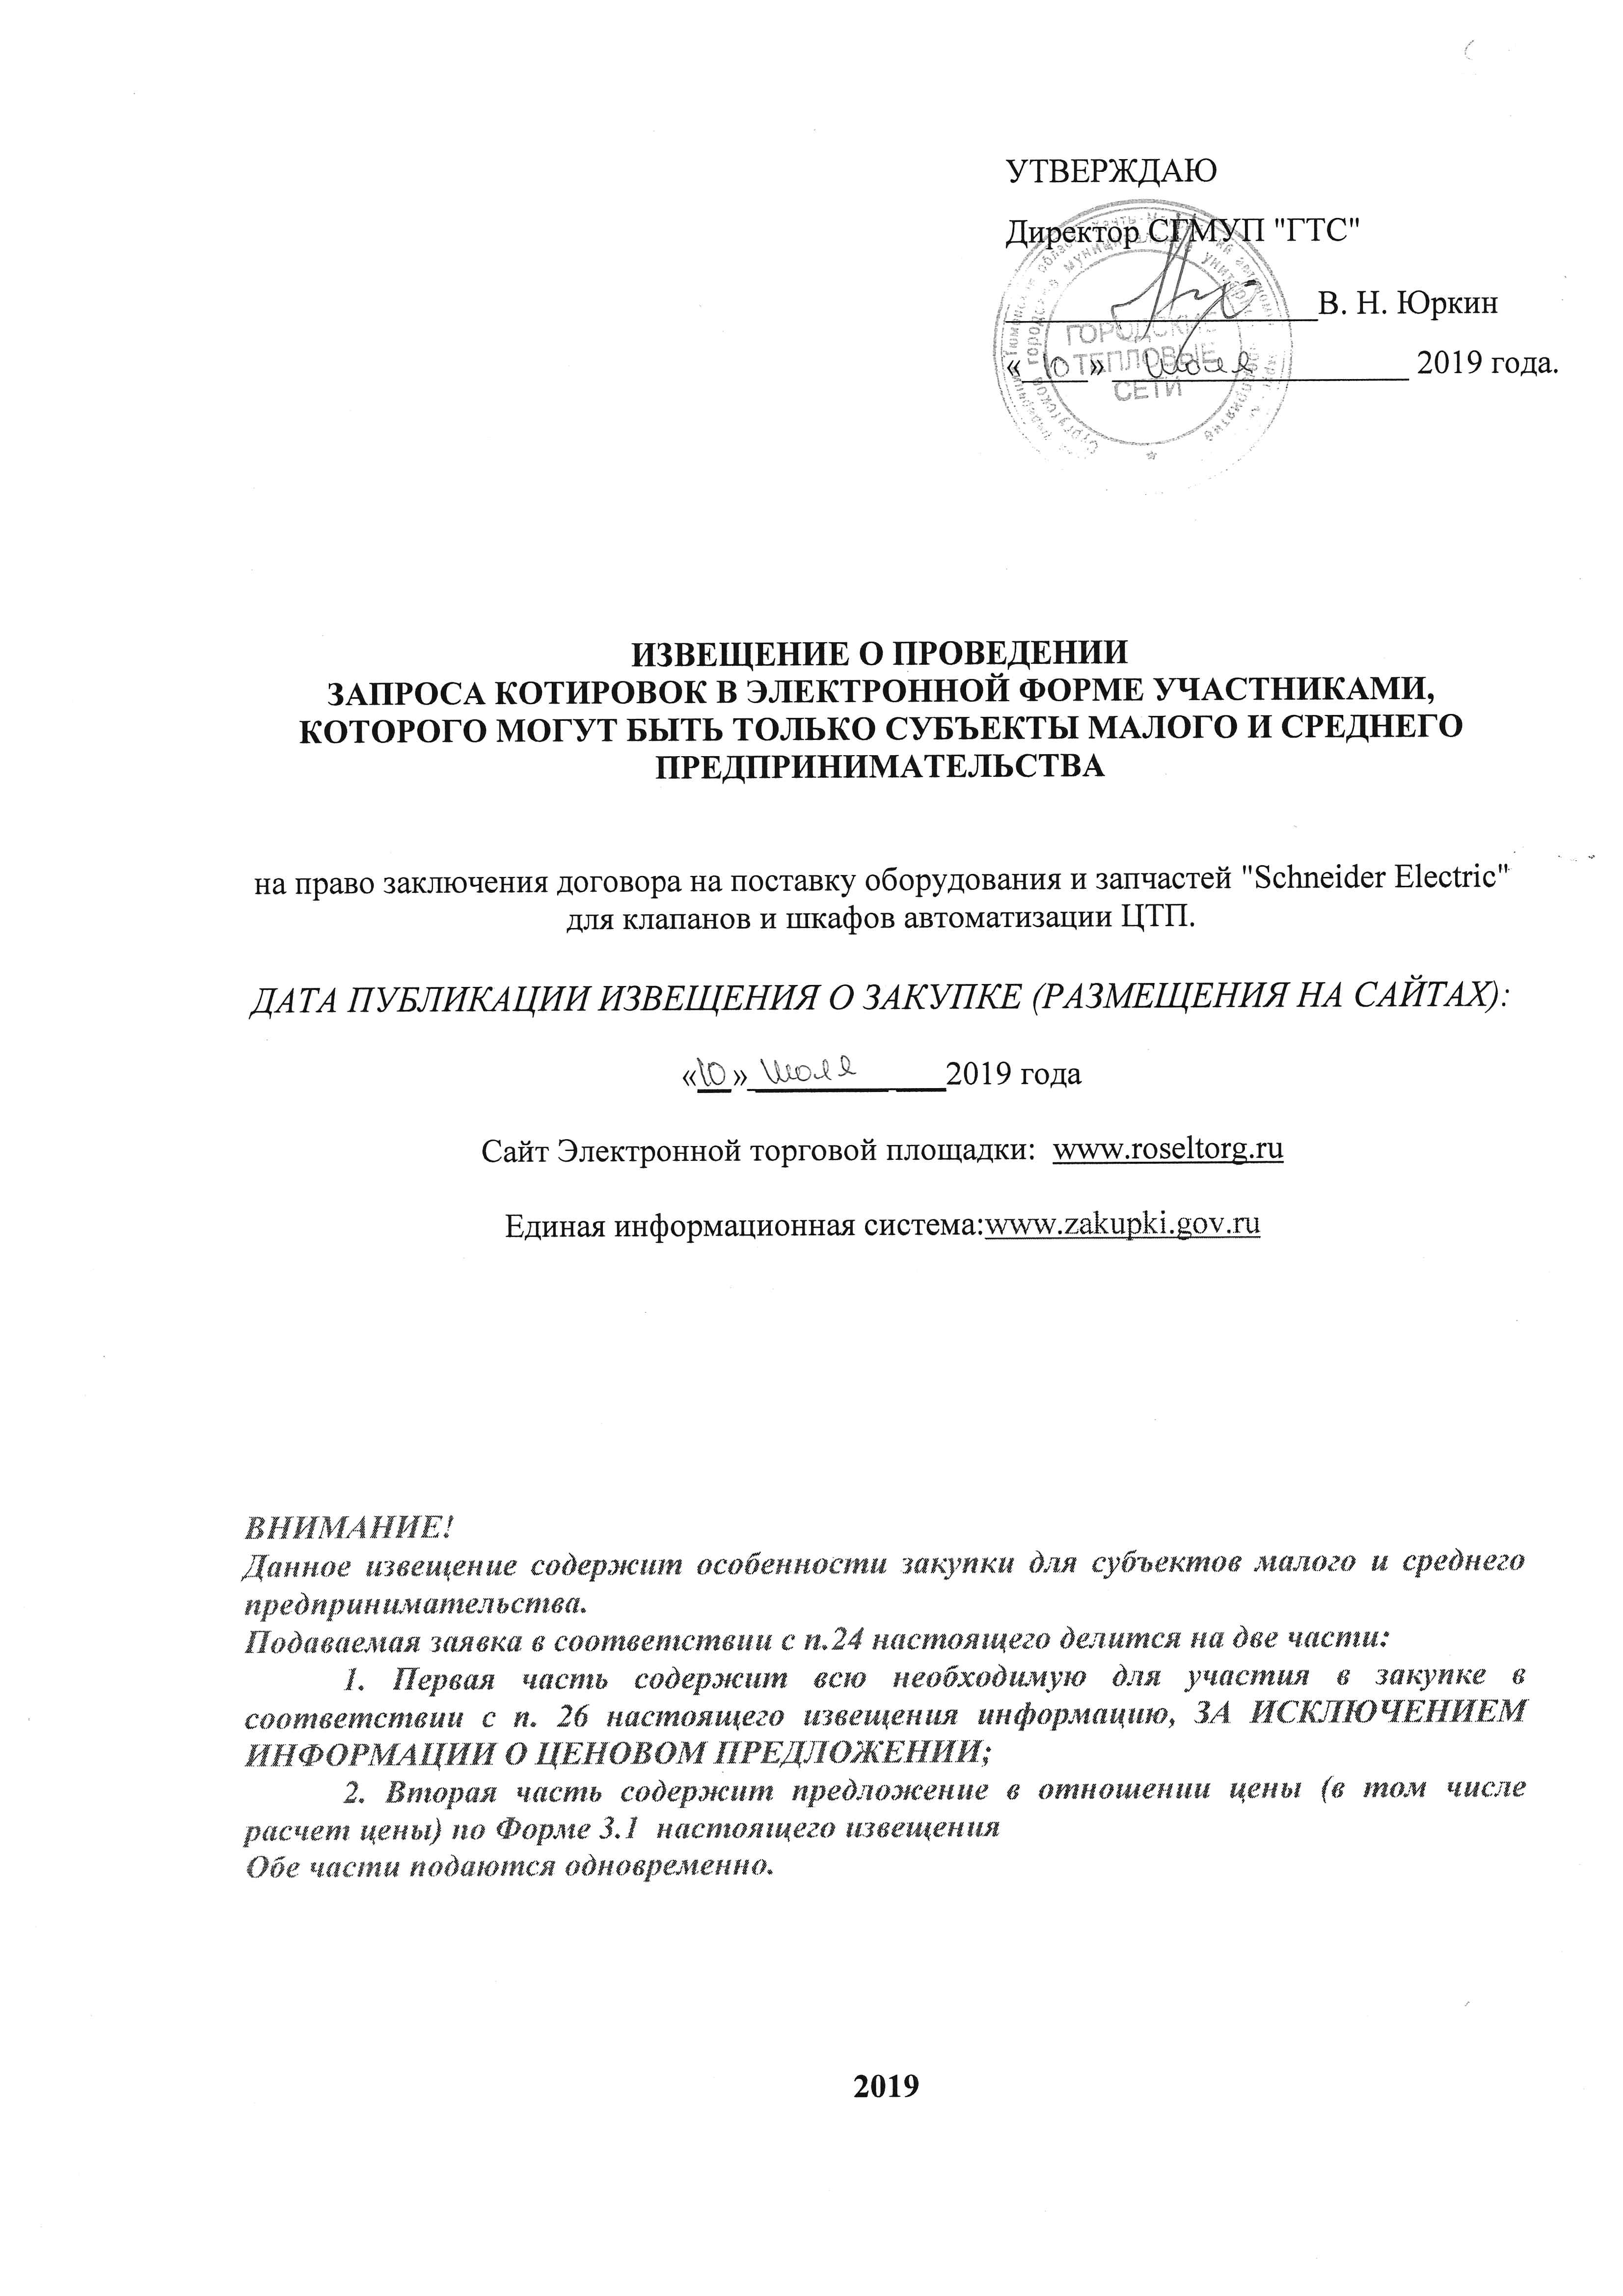 УТВЕРЖДАЮ
Директор СГМУП "ГТС"
В. Н. Юркин
«10» июля 2019 года.
ГОРОДСКИЕ
ТЕПЛОВЫЕ
СЕТИ
ИЗВЕЩЕНИЕ О ПРОВЕДЕНИИ
ЗАПРОСА КОТИРОВОК В ЭЛЕКТРОННОЙ ФОРМЕ УЧАСТНИКАМИ,
КОТОРОГО МОГУТ БЫТЬ ТОЛЬКО СУБЪЕКТЫ МАЛОГО И СРЕДНЕГО
ПРЕДПРИНИМАТЕЛЬСТВА
на право заключения договора на поставку оборудования и запчастей "Schneider Electric"
для клапанов и шкафов автоматизации ЦТП.
ДАТА ПУБЛИКАЦИИ ИЗВЕЩЕНИЯ О ЗАКУПКЕ (РАЗМЕЩЕНИЯ НА САЙТАХ):
«10» июля 2019 года
Сайт Электронной торговой площадки: www.roseltorg.ru
Единая информационная система:www.zakupki.gov.ru
ВНИМАНИЕ!
Данное извещение содержит особенности закупки для субъектов малого и среднего
предпринимательства.
Подаваемая заявка в соответствии с п.24 настоящего делится на две части:
1. Первая часть содержит всю необходимую для участия в закупке в
соответствии с п. 26 настоящего извещения информацию, ЗА ИСКЛЮЧЕНИЕМ
ИНФОРМАЦИИ О ЦЕНОВОМ ПРЕДЛОЖЕНИИ;
2. Вторая часть содержит предложение в отношении цены (в том числе
расчет цены) по Форме 3.1 настоящего извещения
Обе части подаются одновременно.
2019